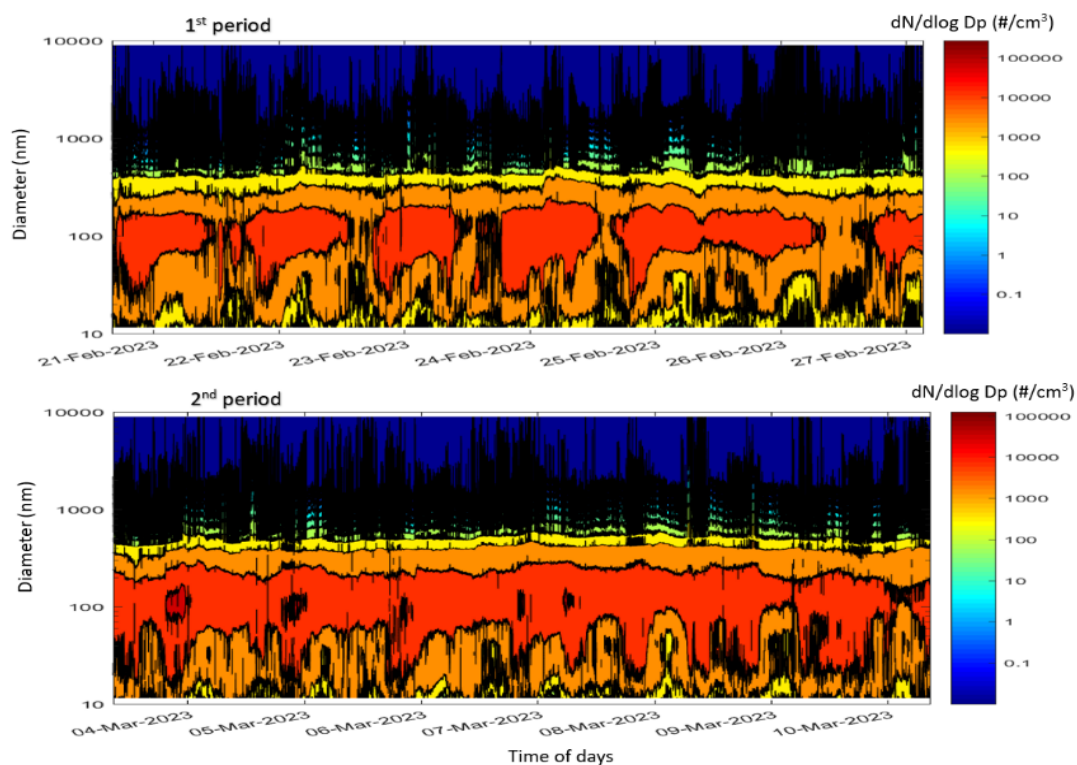 1st period
dN/dlog Dp (#/cm3)
10000
1000
100
10
Diameter (nm)
100000
10000
1000
100
10
1
0.1
21-Feb-2023
22-Feb-2023
23-Feb-2023
24-Feb-2023
25-Feb-2023
26-Feb-2023
27-Feb-2023
2nd period
dN/dlog Dp (#/cm3)
10000
1000
100
10
Diameter (nm)
100000
10000
1000
100
10
1
0.1
04-Mar-2023
05-Mar-2023
06-Mar-2023
07-Mar-2023
08-Mar-2023
09-Mar-2023
10-Mar-2023
Time of days